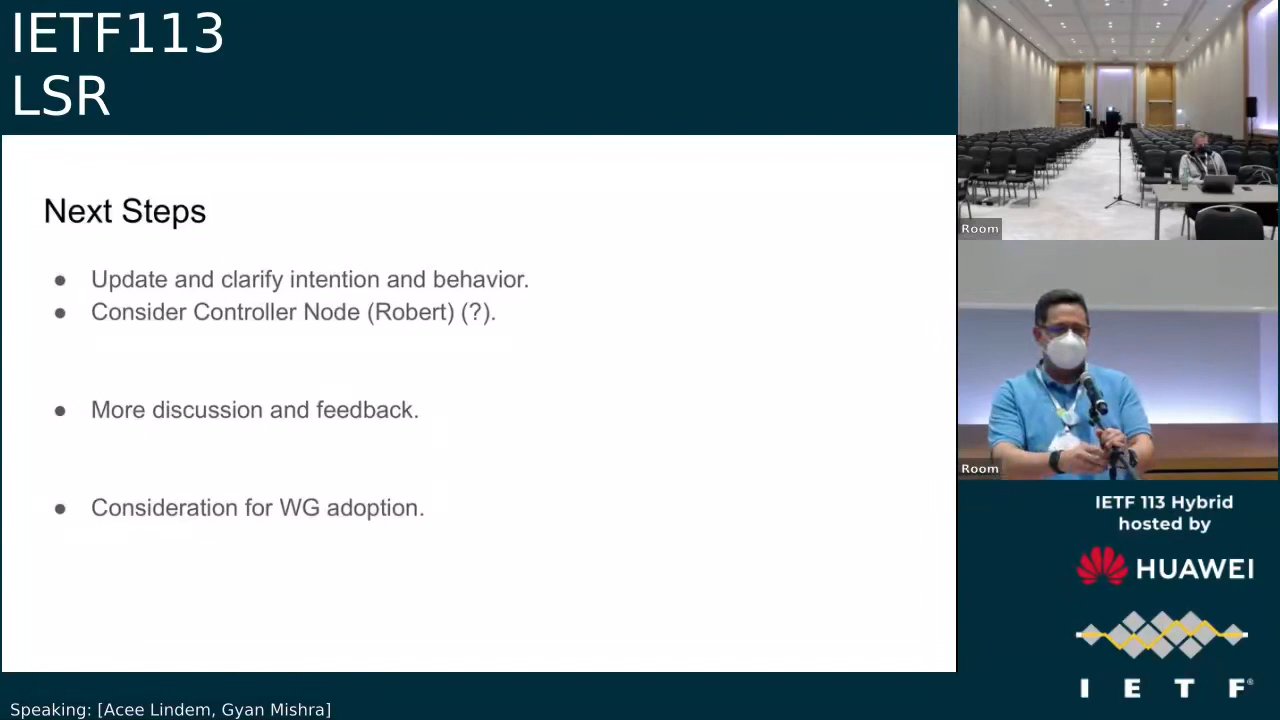 IETF113
LSR
Next Steps
● Update and clarify intention and behavior.
● Consider Controller Node (Robert) (?).
● More discussion and feedback.
● Consideration for WG adoption.
Room
Room
IETF 113 Hybrid
hosted by
HUAWEI
I E T F®
Speaking: [Acee Lindem, Gyan Mishra]